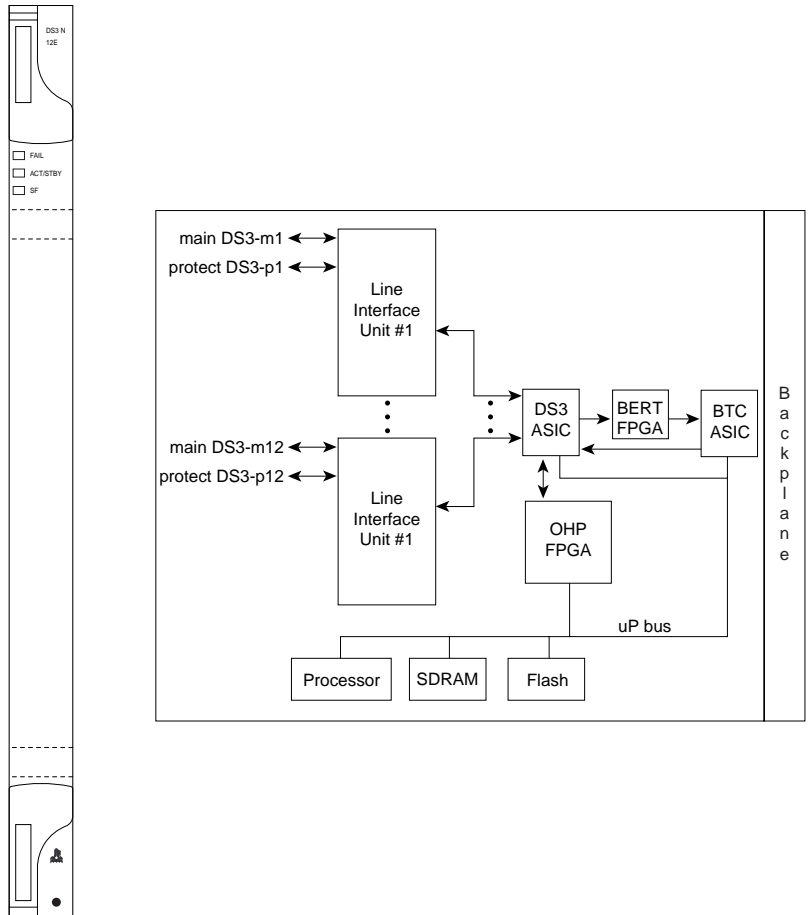 DS3 N
12E
FAIL
ACT/STBY
SF
main DS3-m1
protect DS3-p1
Line
Interface
Unit #1
main DS3-m12
protect DS3-p12
Line
Interface
Unit #1
DS3
ASIC
BERT
FPGA
BTC
ASIC
OHP
FPGA
uP bus
Processor
SDRAM
Flash
B
a
c
k
p
l
a
n
e